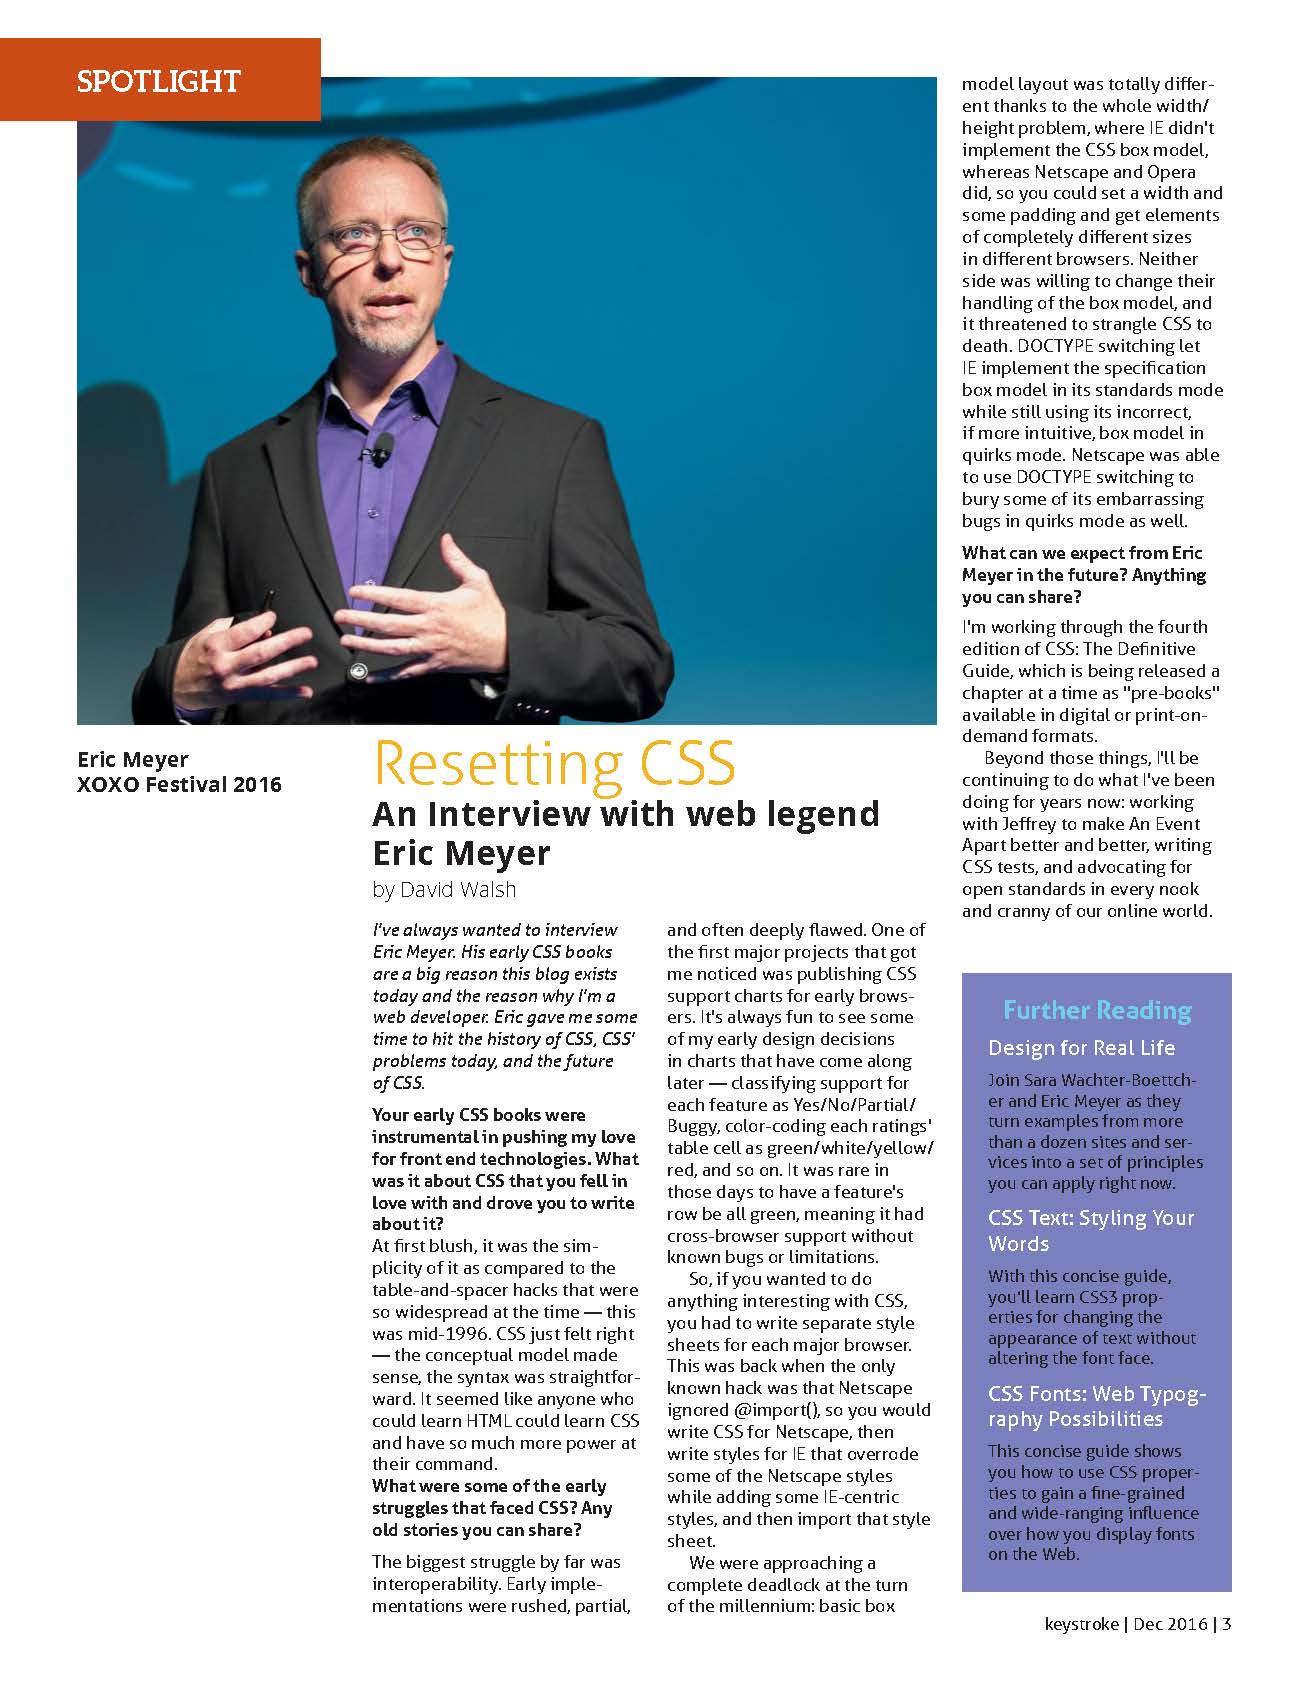 SPOTLIGHT
Eric Meyer
XOXO Festival 2016
Resetting CSS
An Interview with web legend
Eric Meyer
by David Walsh
I've always wanted to interview
Eric Meyer. His early CSS books
are a big reason this blog exists
today and the reason why I'm a
web developer. Eric gave me some
time to hit the history of CSS, CSS'
problems today, and the future
of CSS.
Your early CSS books were
instrumental in pushing my love
for front end technologies. What
was it about CSS that you fell in
love with and drove you to write
about it?
At first blush, it was the sim-
plicity of it as compared to the
table-and-spacer hacks that were
so widespread at the time — this
was mid-1996. CSS just felt right
— the conceptual model made
sense, the syntax was straightfor-
ward. It seemed like anyone who
could learn HTML could learn CSS
and have so much more power at
their command.
What were some of the early
struggles that faced CSS? Any
old stories you can share?
The biggest struggle by far was
interoperability. Early imple-
mentations were rushed, partial,
and often deeply flawed. One of
the first major projects that got
me noticed was publishing CSS
support charts for early brows-
ers. It's always fun to see some
of my early design decisions
in charts that have come along
later — classifying support for
each feature as Yes/No/Partial/
Buggy, color-coding each ratings'
table cell as green/white/yellow/
red, and so on. It was rare in
those days to have a feature's
row be all green, meaning it had
cross-browser support without
known bugs or limitations.
So, if you wanted to do
anything interesting with CSS,
you had to write separate style
sheets for each major browser.
This was back when the only
known hack was that Netscape
ignored @import(), so you would
write CSS for Netscape, then
write styles for IE that overrode
some of the Netscape styles
while adding some IE-centric
styles, and then import that style
sheet.
We were approaching a
complete deadlock at the turn
of the millennium: basic box
model layout was totally differ-
ent thanks to the whole width/
height problem, where IE didn't
implement the CSS box model,
whereas Netscape and Opera
did, so you could set a width and
some padding and get elements
of completely different sizes
in different browsers. Neither
side was willing to change their
handling of the box model, and
it threatened to strangle CSS to
death. DOCTYPE switching let
IE implement the specification
box model in its standards mode
while still using its incorrect,
if more intuitive, box model in
quirks mode. Netscape was able
to use DOCTYPE switching to
bury some of its embarrassing
bugs in quirks mode as well.
What can we expect from Eric
Meyer in the future? Anything
you can share?
I'm working through the fourth
edition of CSS: The Definitive
Guide, which is being released a
chapter at a time as "pre-books"
available in digital or print-on-
demand formats.
Beyond those things, I'll be
continuing to do what I've been
doing for years now: working
with Jeffrey to make An Event
Apart better and better, writing
CSS tests, and advocating for
open standards in every nook
and cranny of our online world.
Further Reading
Design for Real Life
Join Sara Wachter-Boettch-
er and Eric Meyer as they
turn examples from more
than a dozen sites and ser-
vices into a set of principles
you can apply right now.
CSS Text: Styling Your
Words
With this concise guide,
you'll learn CSS3 prop-
erties for changing the
appearance of text without
altering the font face.
CSS Fonts: Web Typog-
raphy Possibilities
This concise guide shows
you how to use CSS proper-
ties to gain a fine-grained
and wide-ranging influence
over how you display fonts
on the Web.
keystroke | Dec 2016 | 3